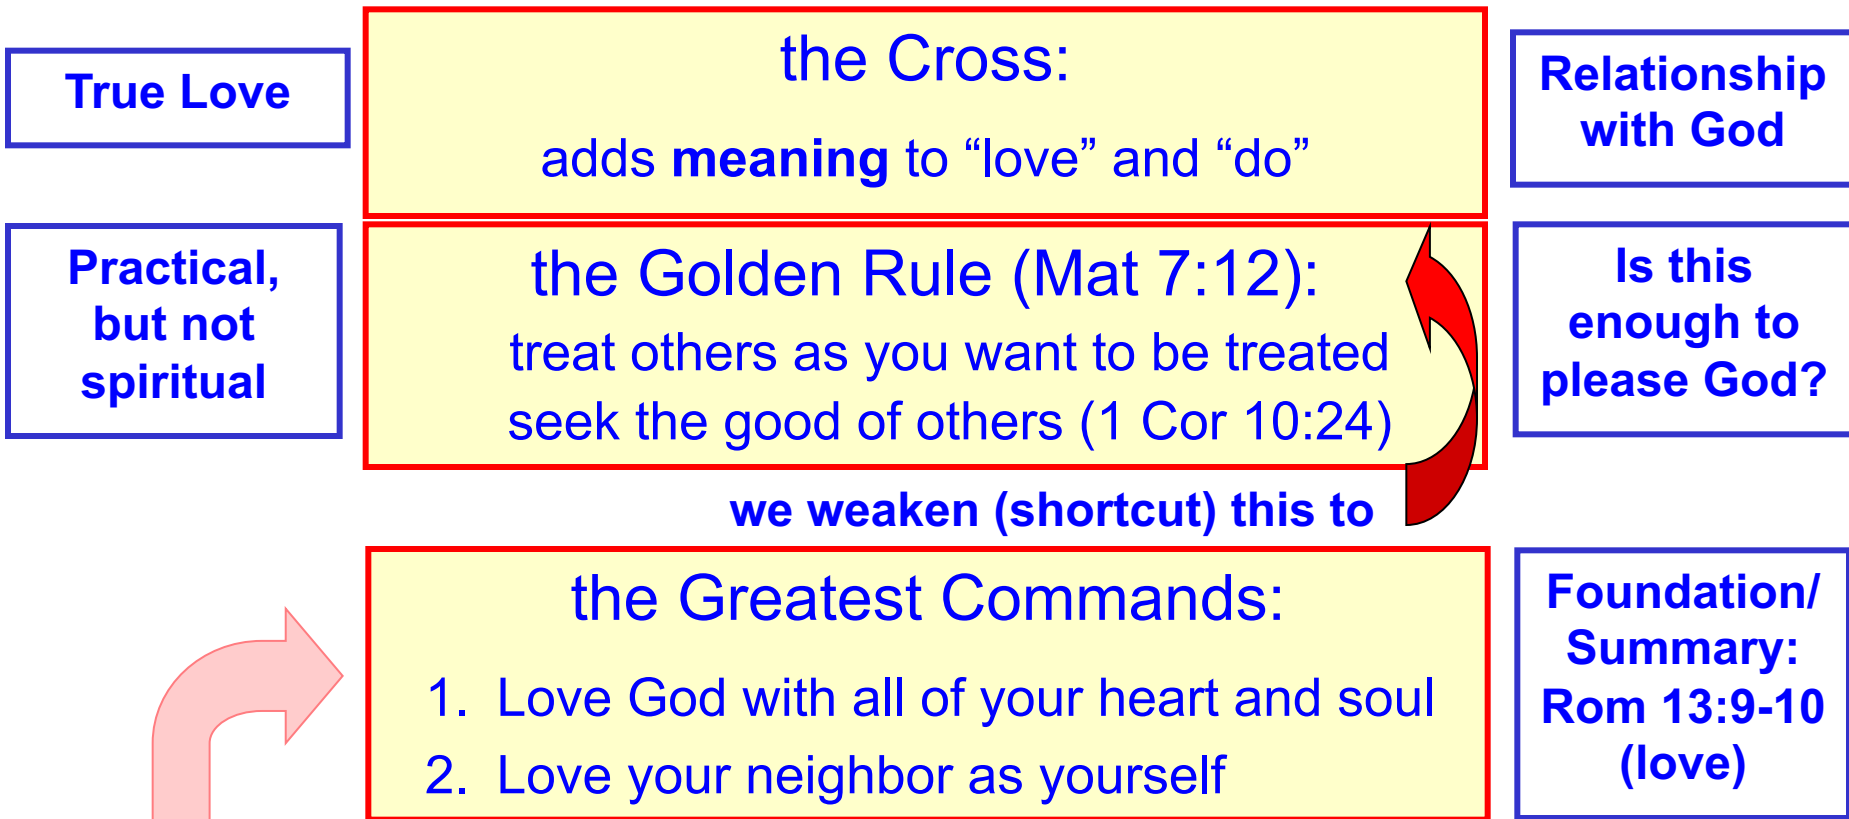 True Love
the Cross:
adds meaning to “love” and “do”
Relationship
with God
Practical,
but not
spiritual
the Golden Rule (Mat 7:12):
treat others as you want to be treated
seek the good of others (1 Cor 10:24)
Is this
enough to
please God?
we weaken (shortcut) this to
the Greatest Commands:
1. Love God with all of your heart and soul
2. Love your neighbor as yourself
Foundation/
Summary:
Rom 13:9-10
(love)